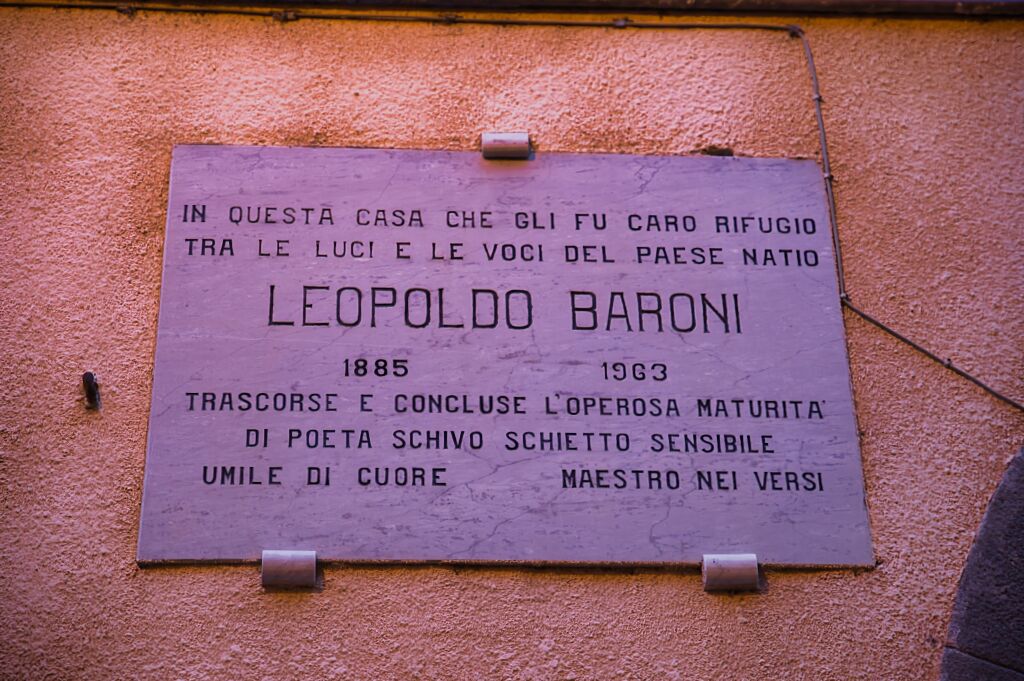 IN QUESTA CASA CHE GLI FU CARO RIFUGIO
TRA LE LUCI E LE VOCI DEL PAESE NATIO
LEOPOLDO BARONI
1885 1963
TRASCORSE E CONCLUSE L'OPEROSA MATURITA'
DI POETA SCHIVO SCHIETTO SENSIBILE
UMILE DI CUORE MAESTRO NEI VERSI